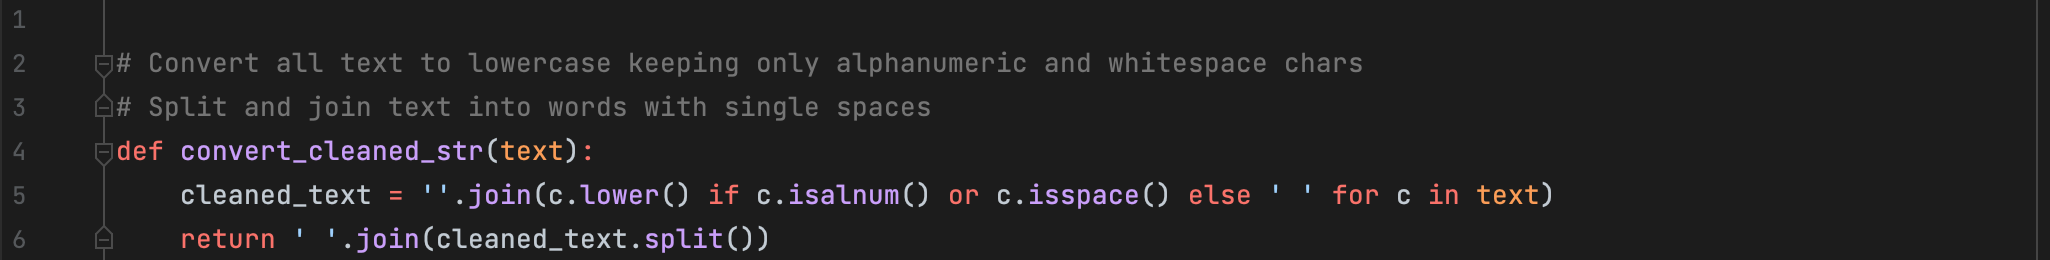 1
2 # Convert all text to lowercase keeping only alphanumeric and whitespace chars
3 # Split and join text into words with single spaces
4 def convert_cleaned_str(text):
5     cleaned_text = ''.join(c.lower() if c.isalnum() or c.isspace() else ' ' for c in text)
6     return ' '.join(cleaned_text.split())